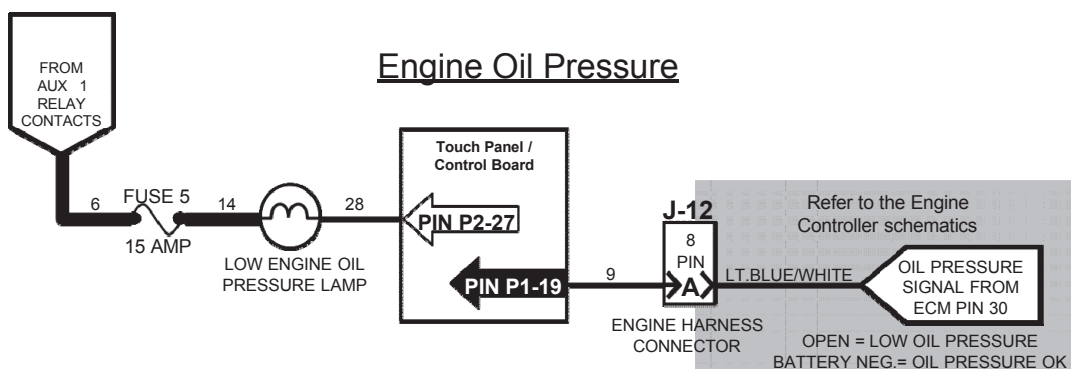 Engine Oil Pressure
FROM
AUX 1
RELAY
CONTACTS
6
FUSE 5
15 AMP
14
LOW ENGINE OIL
PRESSURE LAMP
28
Touch Panel /
Control Board
PIN P2-27
PIN P1-19
9
J-12
8
PIN
A
ENGINE HARNESS
CONNECTOR
LT.BLUE/WHITE
Refer to the Engine
Controller schematics
OIL PRESSURE
SIGNAL FROM
ECM PIN 30
OPEN = LOW OIL PRESSURE
BATTERY NEG.= OIL PRESSURE OK